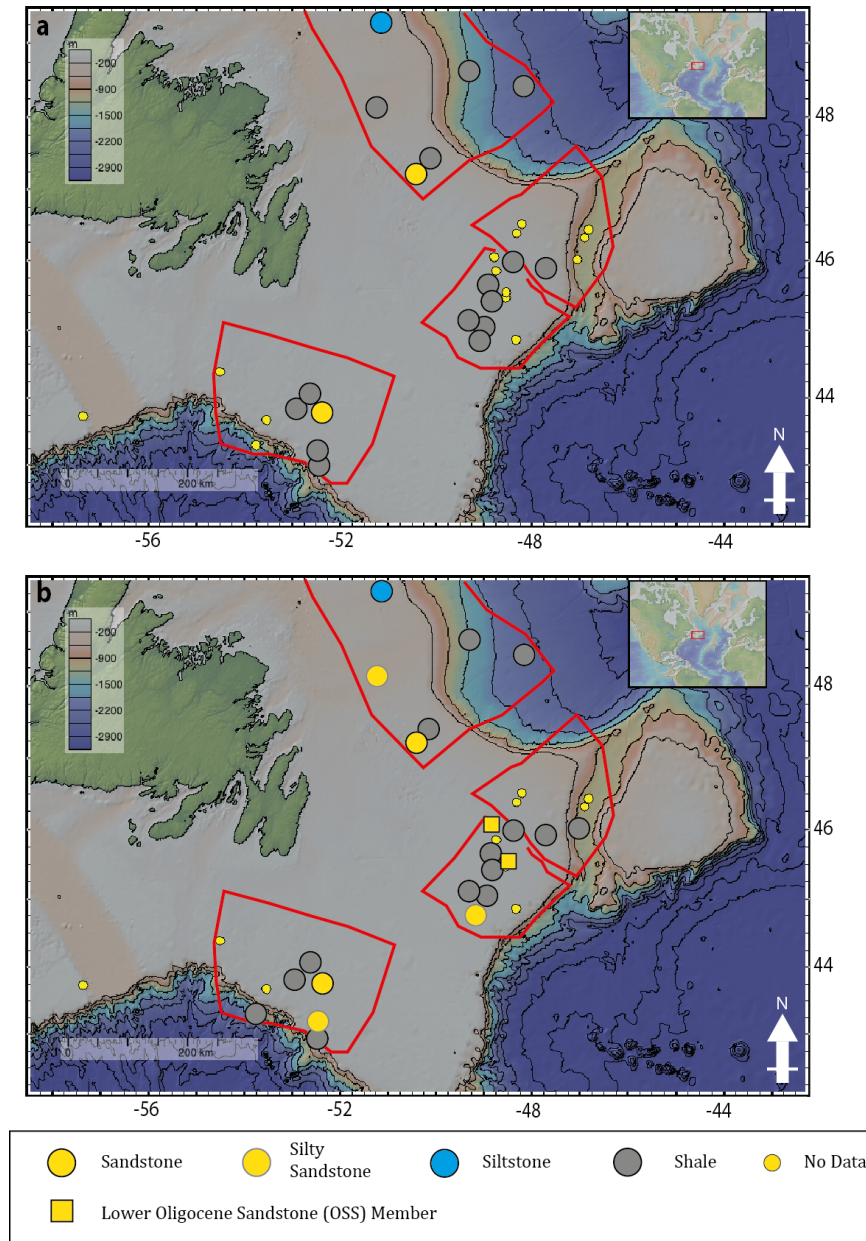 a
m
-200
-900
-1500
-2200
-2900
48
46
44
N
0
200 km
-56
-52
-48
-44
b
m
-200
-900
-1500
-2200
-2900
48
46
44
N
0
200 km
-56
-52
-48
-44
Sandstone
Silty
Sandstone
Siltstone
Shale
No Data
Lower Oligocene Sandstone (OSS) Member